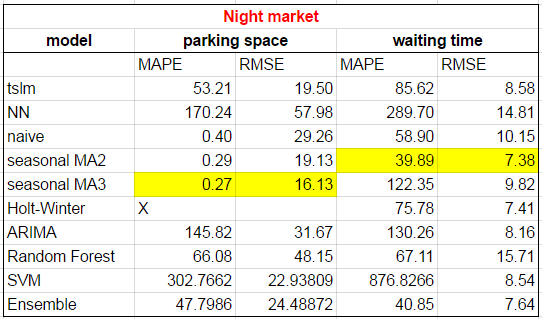 Night market
model parking space waiting time
MAPE RMSE MAPE RMSE
tslm 53.21 19.50 85.62 8.58
NN 170.24 57.98 289.70 14.81
naive 0.40 29.26 58.90 10.15
seasonal MA2 0.29 19.13 39.89 7.38
seasonal MA3 0.27 16.13 122.35 9.82
Holt-Winter X 75.78 7.41
ARIMA 145.82 31.67 130.26 8.16
Random Forest 66.08 48.15 67.11 15.71
SVM 302.7662 22.93809 876.8266 8.54
Ensemble 47.7986 24.48872 40.85 7.64